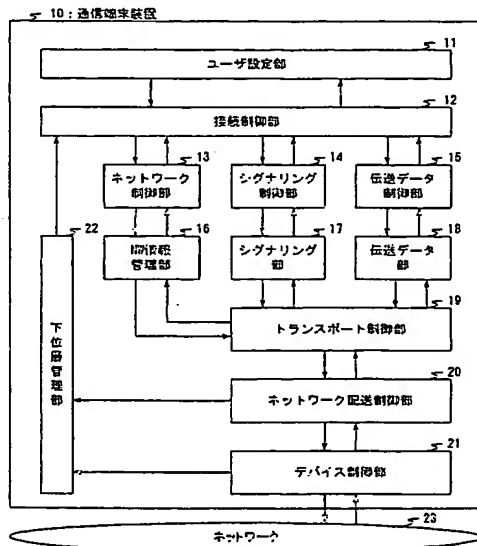 10：通信端末装置
11
ユーザ設定部
12
接続制御部
13
ネットワーク
制御部
14
シグナリング
制御部
15
伝送データ
制御部
22
下位層管理部
16
管理部
17
シグナリング
部
18
伝送データ
部
19
トランスポート制御部
20
ネットワーク配送制御部
21
デバイス制御部
23
ネットワーク